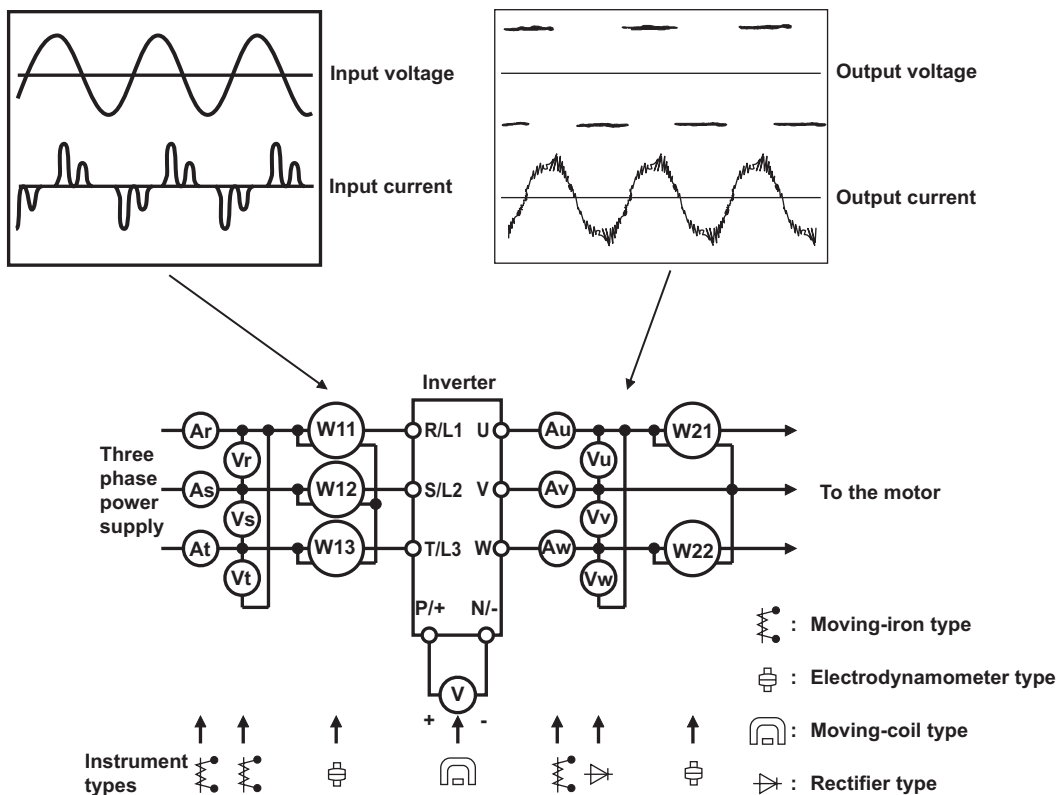 Input voltage
Input current
Output voltage
Output current
Inverter
Three
phase
power
supply
Ar
Vr
W11
R/L1
U
Au
Vu
W21
As
Vs
W12
S/L2
V
Av
Vv
To the motor
At
Vt
W13
T/L3
W
Aw
Vw
W22
P/+
N/-
V
+
-
: Moving-iron type
: Electrodynamometer type
: Moving-coil type
: Rectifier type
Instrument
types